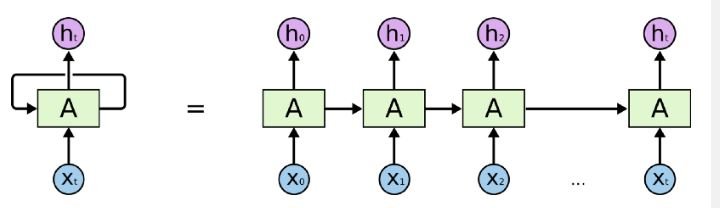 hₜ h₀ h₁ h₂ hₜ
A = A A A A
xₜ x₀ x₁ x₂ ... xₜ